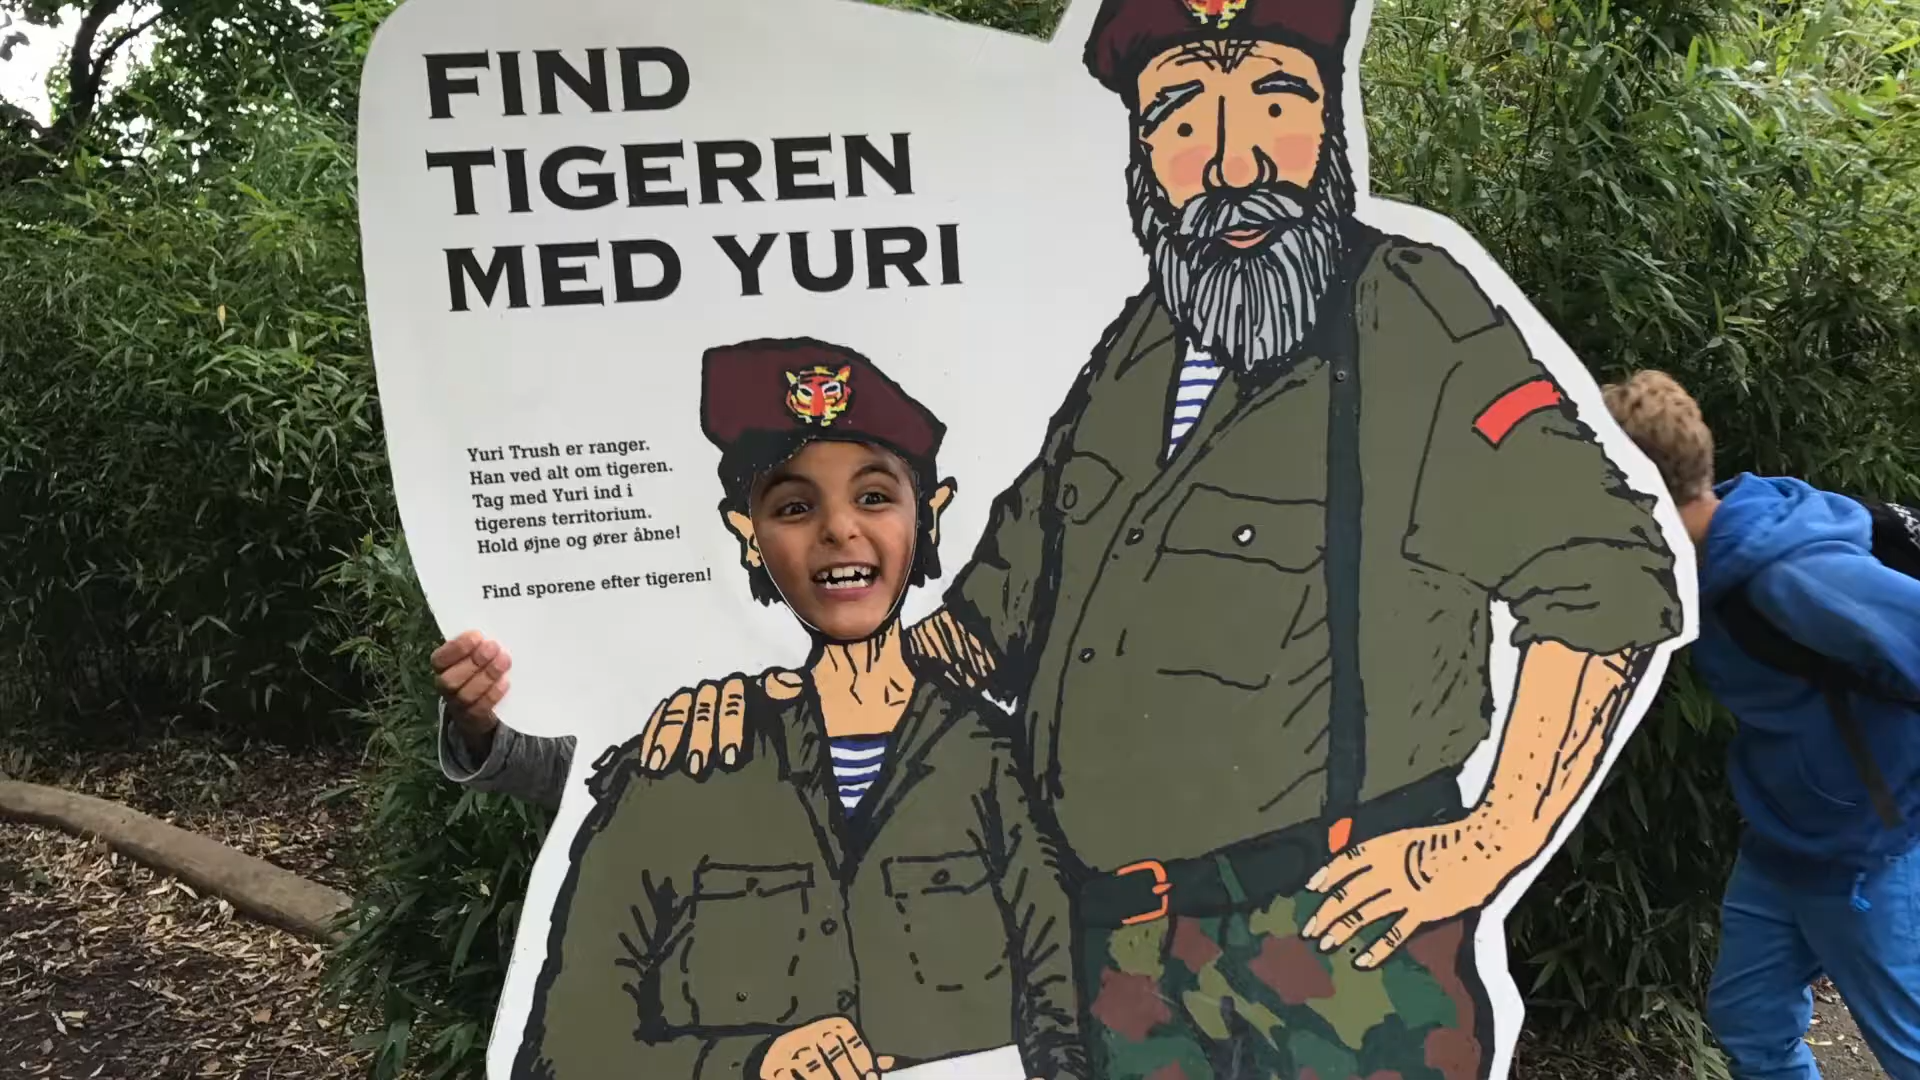 FIND
TIGEREN
MED YURI
Yuri Trush er ranger.
Han ved alt om tigeren.
Tag med Yuri ind i
tigerens territorium.
Hold øjne og ører åbne!
Find sporene efter tigeren!